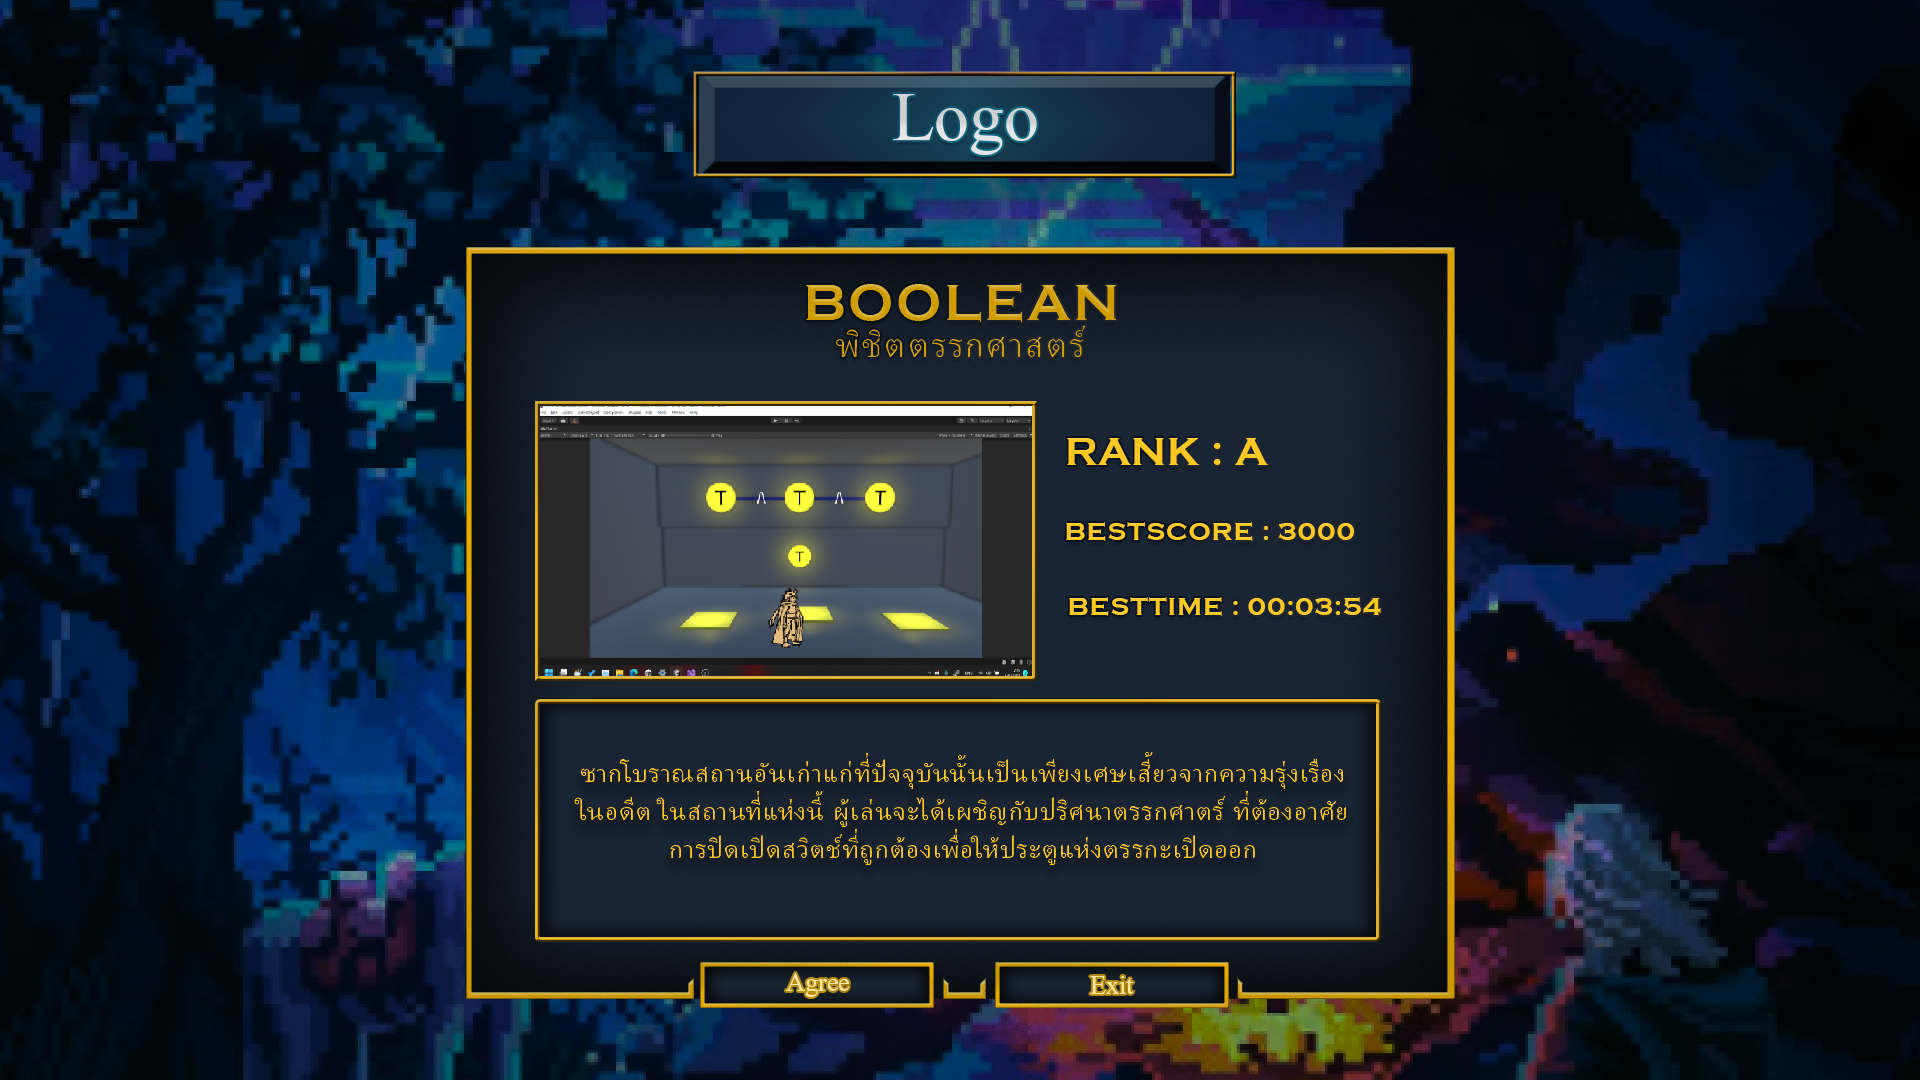 Logo
BOOLEAN
พิชิตตรรกศาสตร์
T ∧ T ∧ T
T
RANK : A
BESTSCORE : 3000
BESTTIME : 00:03:54
ซากโบราณสถานอันเก่าแก่ที่ปัจจุบันนั้นเป็นเพียงเศษเสี้ยวจากความรุ่งเรือง
ในอดีต ในสถานที่แห่งนี้ ผู้เล่นจะได้เผชิญกับปริศนาตรรกศาตร์ ที่ต้องอาศัย
การปิดเปิดสวิตช์ที่ถูกต้องเพื่อให้ประตูแห่งตรรกะเปิดออก
Agree
Exit